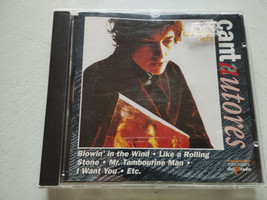 cantautores
Blowin' in the Wind • Like a Rolling
Stone • Mr. Tambourine Man •
I Want You • Etc.